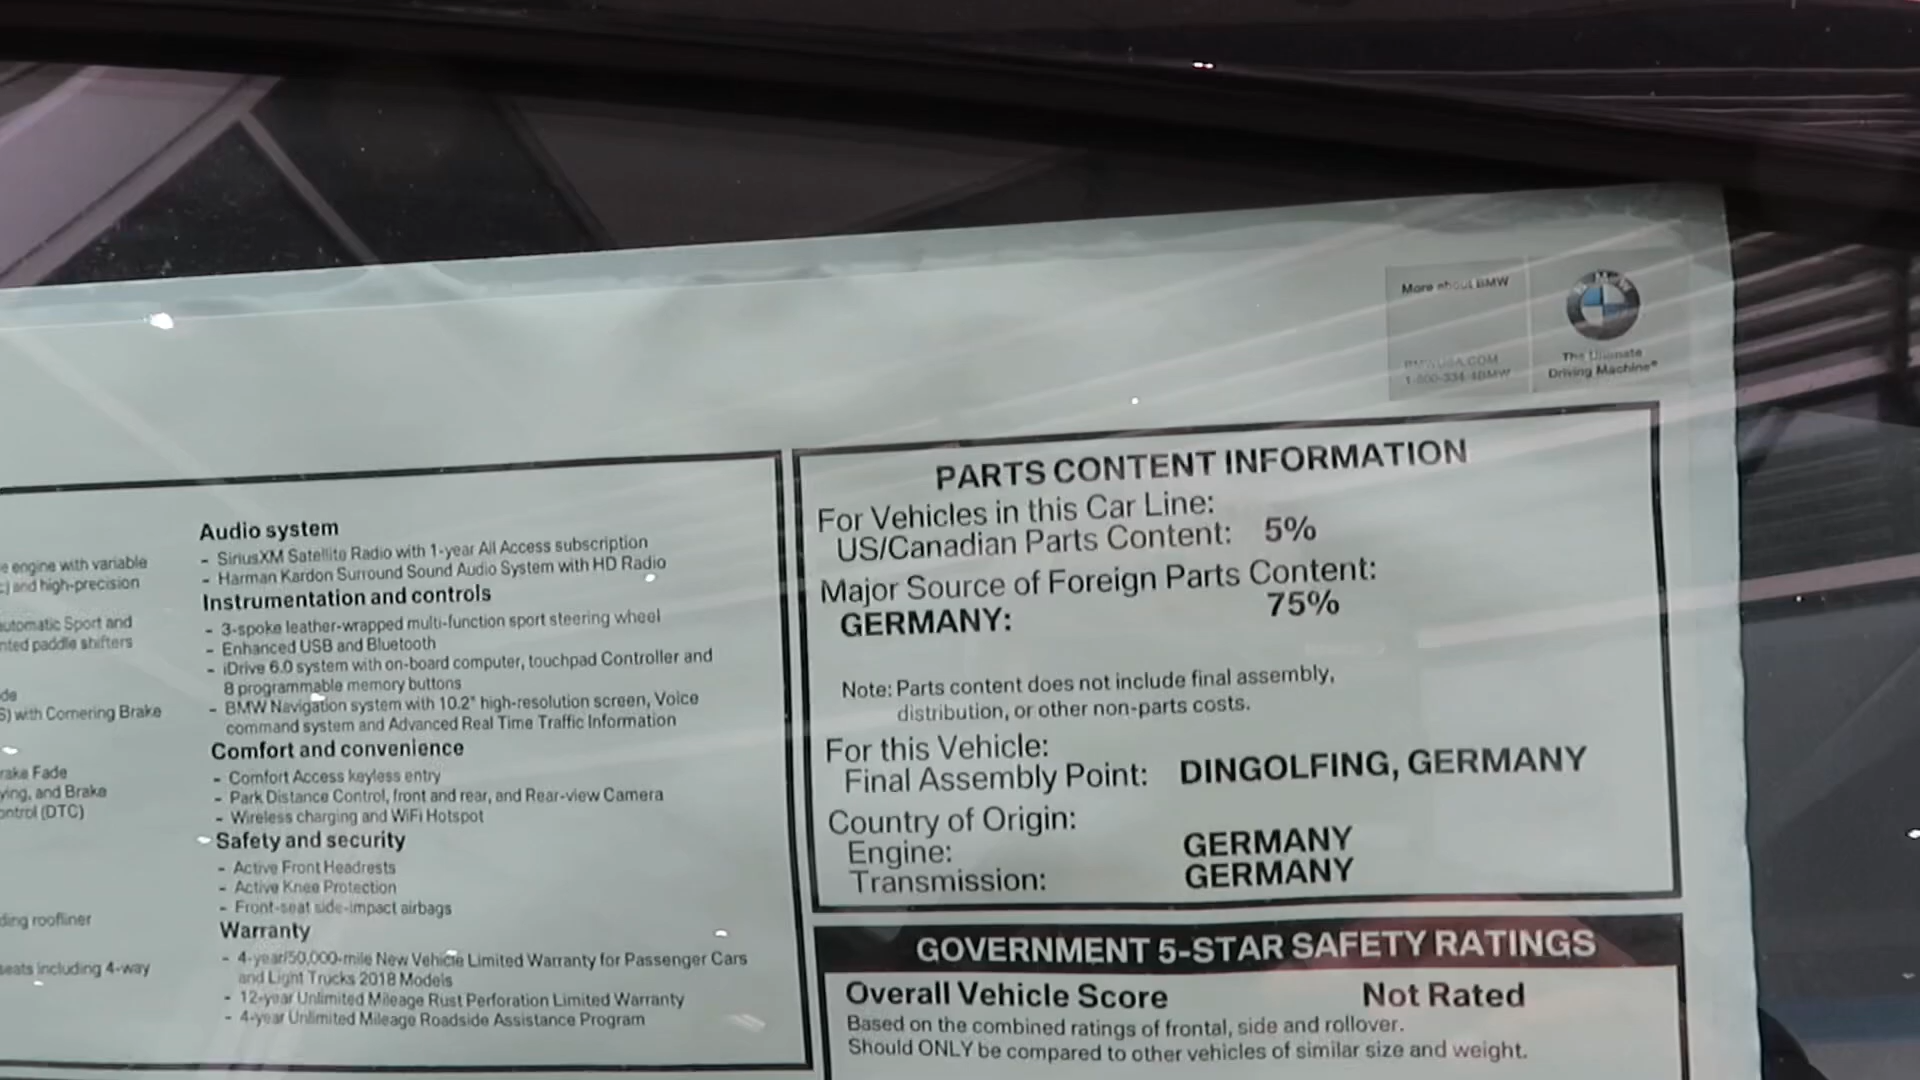 More about BMW
BMWUSA.COM
1-800-334-4BMW
The Ultimate
Driving Machine®
e engine with variable
c) and high-precision
automatic Sport and
nted paddle shifters
de
S) with Cornering Brake
rake Fade
ying, and Brake
ontrol (DTC)
ding roofliner
seats including 4-way
Audio system
- SiriusXM Satellite Radio with 1-year All Access subscription
- Harman Kardon Surround Sound Audio System with HD Radio
Instrumentation and controls
- 3-spoke leather-wrapped multi-function sport steering wheel
- Enhanced USB and Bluetooth
- iDrive 6.0 system with on-board computer, touchpad Controller and
8 programmable memory buttons
- BMW Navigation system with 10.2" high-resolution screen, Voice
command system and Advanced Real Time Traffic Information
Comfort and convenience
- Comfort Access keyless entry
- Park Distance Control, front and rear, and Rear-view Camera
- Wireless charging and WiFi Hotspot
Safety and security
- Active Front Headrests
- Active Knee Protection
- Front-seat side-impact airbags
Warranty
- 4-year/50,000-mile New Vehicle Limited Warranty for Passenger Cars
and Light Trucks 2018 Models
- 12-year Unlimited Mileage Rust Perforation Limited Warranty
- 4-year Unlimited Mileage Roadside Assistance Program
PARTS CONTENT INFORMATION
For Vehicles in this Car Line:
US/Canadian Parts Content: 5%
Major Source of Foreign Parts Content:
GERMANY: 75%
Note: Parts content does not include final assembly,
distribution, or other non-parts costs.
For this Vehicle:
Final Assembly Point: DINGOLFING, GERMANY
Country of Origin:
Engine: GERMANY
Transmission: GERMANY
GOVERNMENT 5-STAR SAFETY RATINGS
Overall Vehicle Score Not Rated
Based on the combined ratings of frontal, side and rollover.
Should ONLY be compared to other vehicles of similar size and weight.